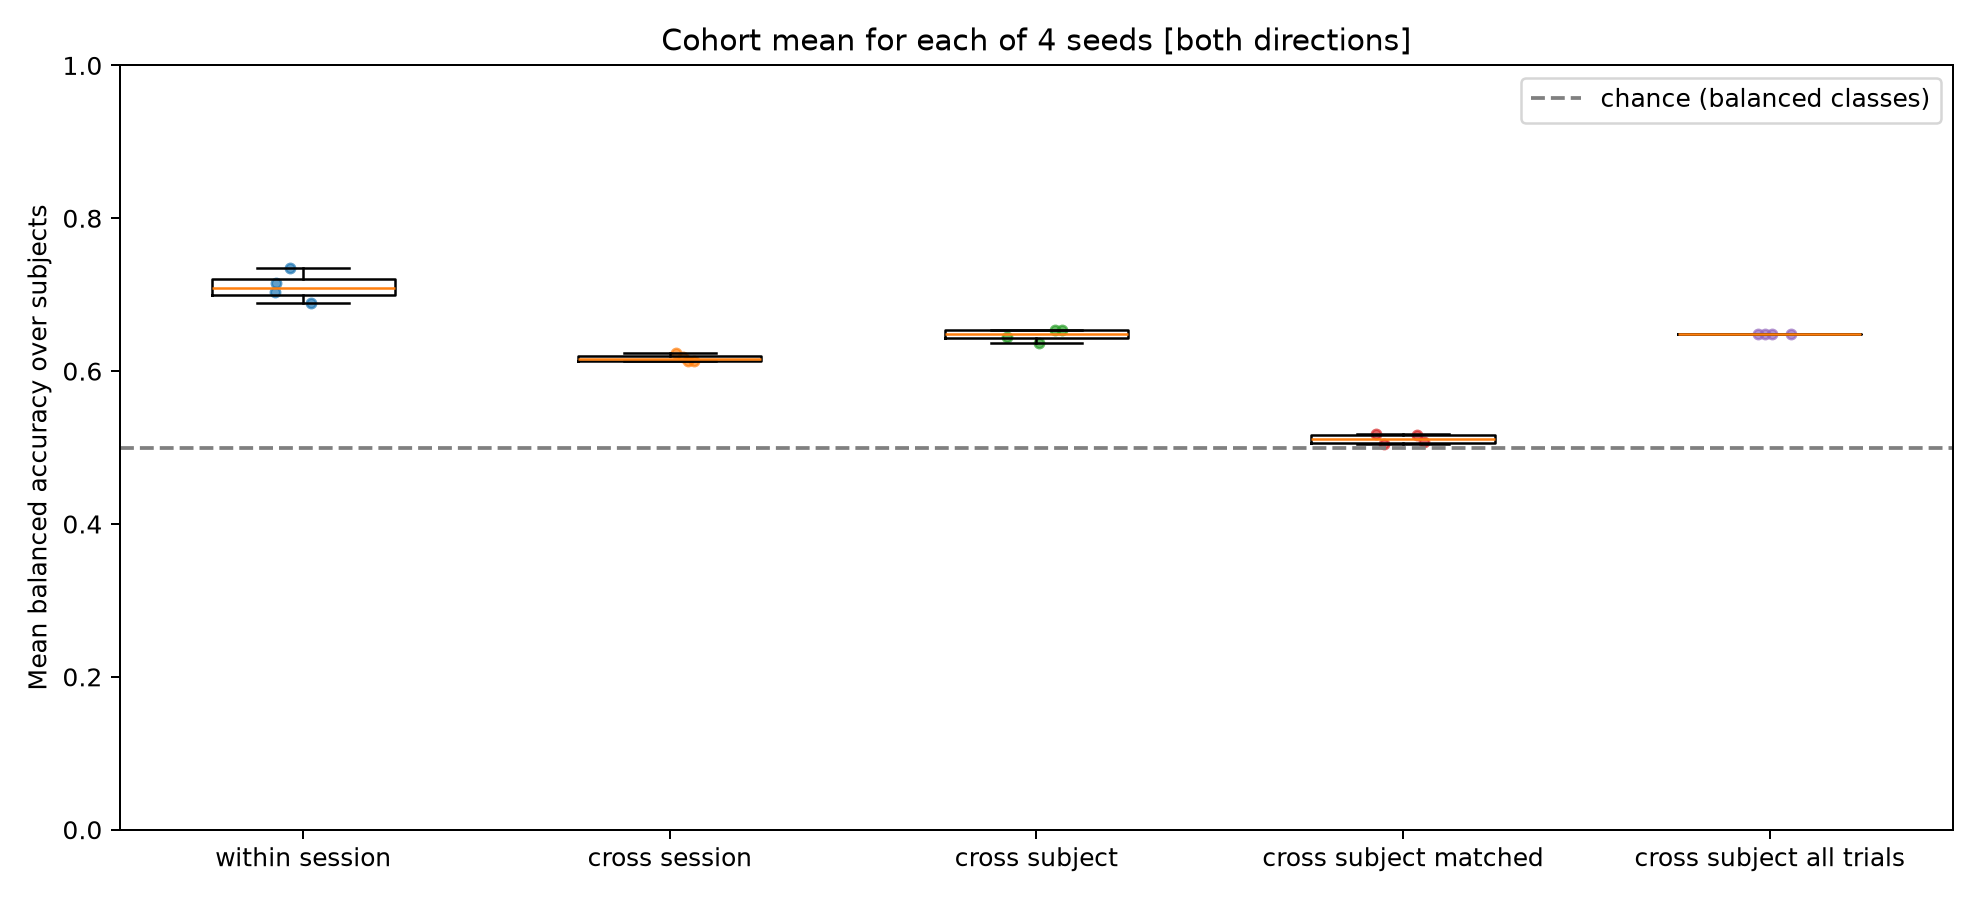 Cohort mean for each of 4 seeds [both directions]
1.0
chance (balanced classes)
0.8
0.6
0.4
0.2
0.0
Mean balanced accuracy over subjects
within session
cross session
cross subject
cross subject matched
cross subject all trials